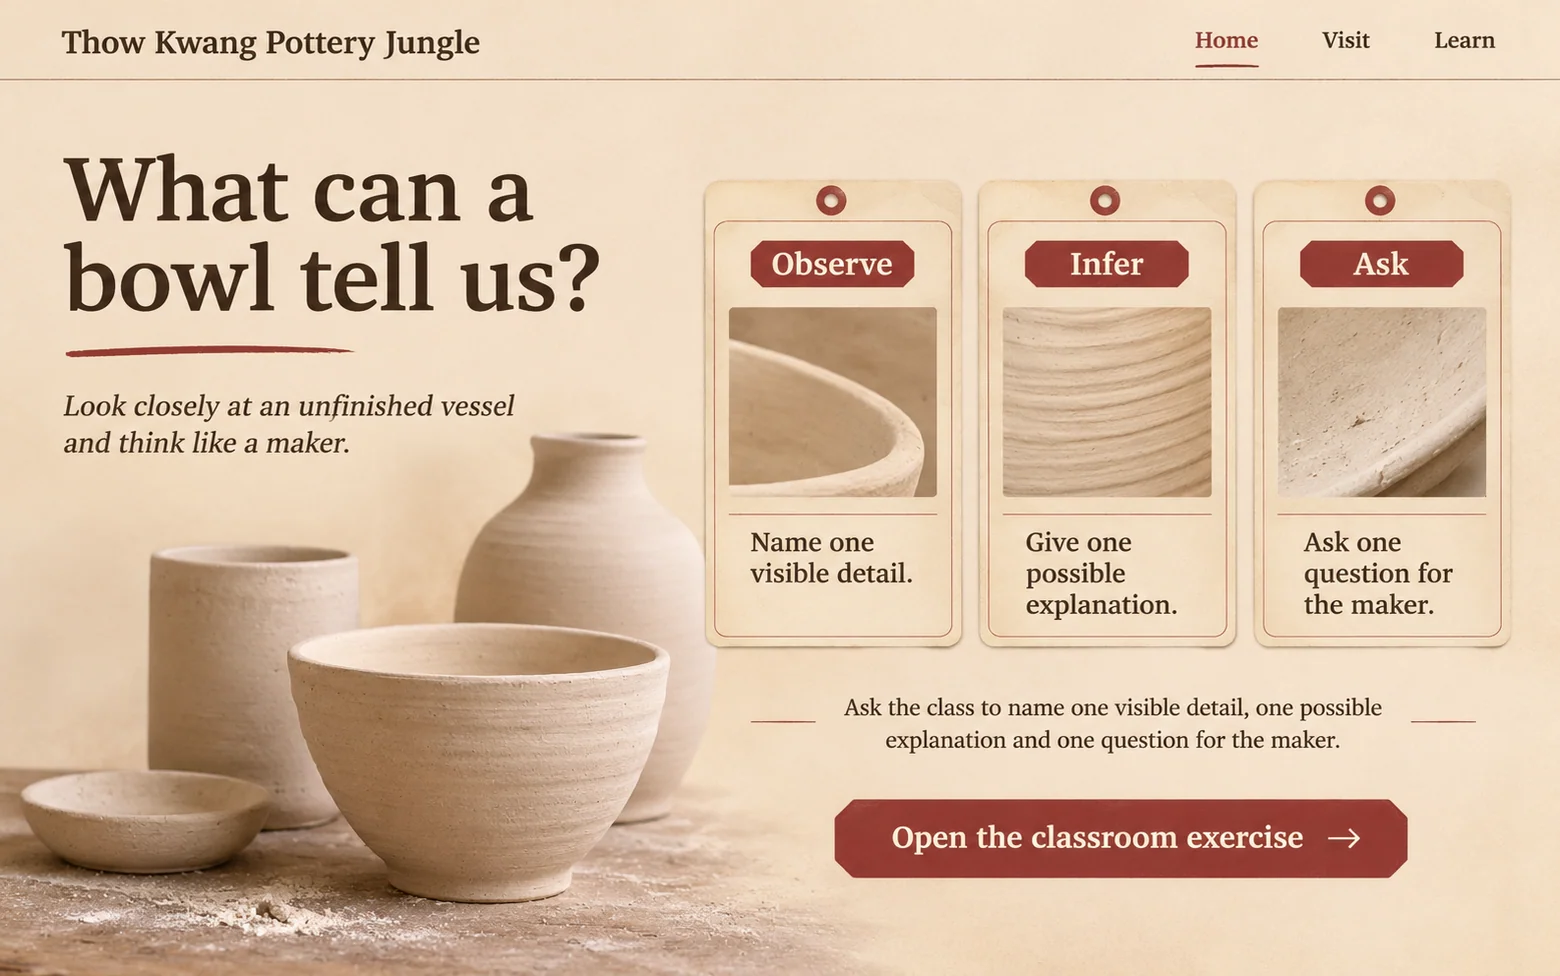 Thow Kwang Pottery Jungle
Home
Visit
Learn
What can a
bowl tell us?
Look closely at an unfinished vessel
and think like a maker.
Observe
Name one
visible detail.
Infer
Give one
possible
explanation.
Ask
Ask one
question for
the maker.
Ask the class to name one visible detail, one possible
explanation and one question for the maker.
Open the classroom exercise →